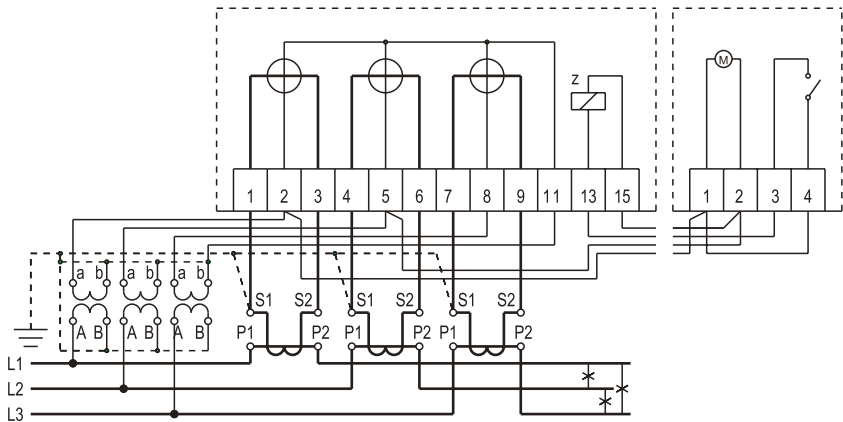 M
Z
1 2 3 4 5 6 7 8 9 11 13 15 1 2 3 4
a b a b a b
S1 S2 S1 S2 S1 S2
A B A B A B P1 P2 P1 P2 P1 P2
L1
L2
L3